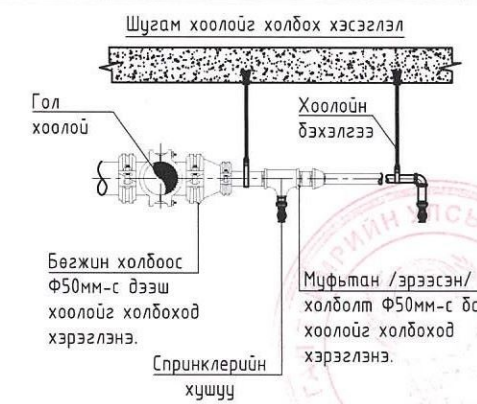 Шугам хоолойг холбох хэсэглэл
Гол
хоолой
Хоолойн
бэхэлгээ
Бөгжин холбоос
Ф50мм-с дээш
хоолойг холбоход
хэрэглэнэ.
Муфьтан /эрээсэн/
холболт Ф50мм-с
хоолойг холбоход
хэрэглэнэ.
Спринклерийн
хушуу